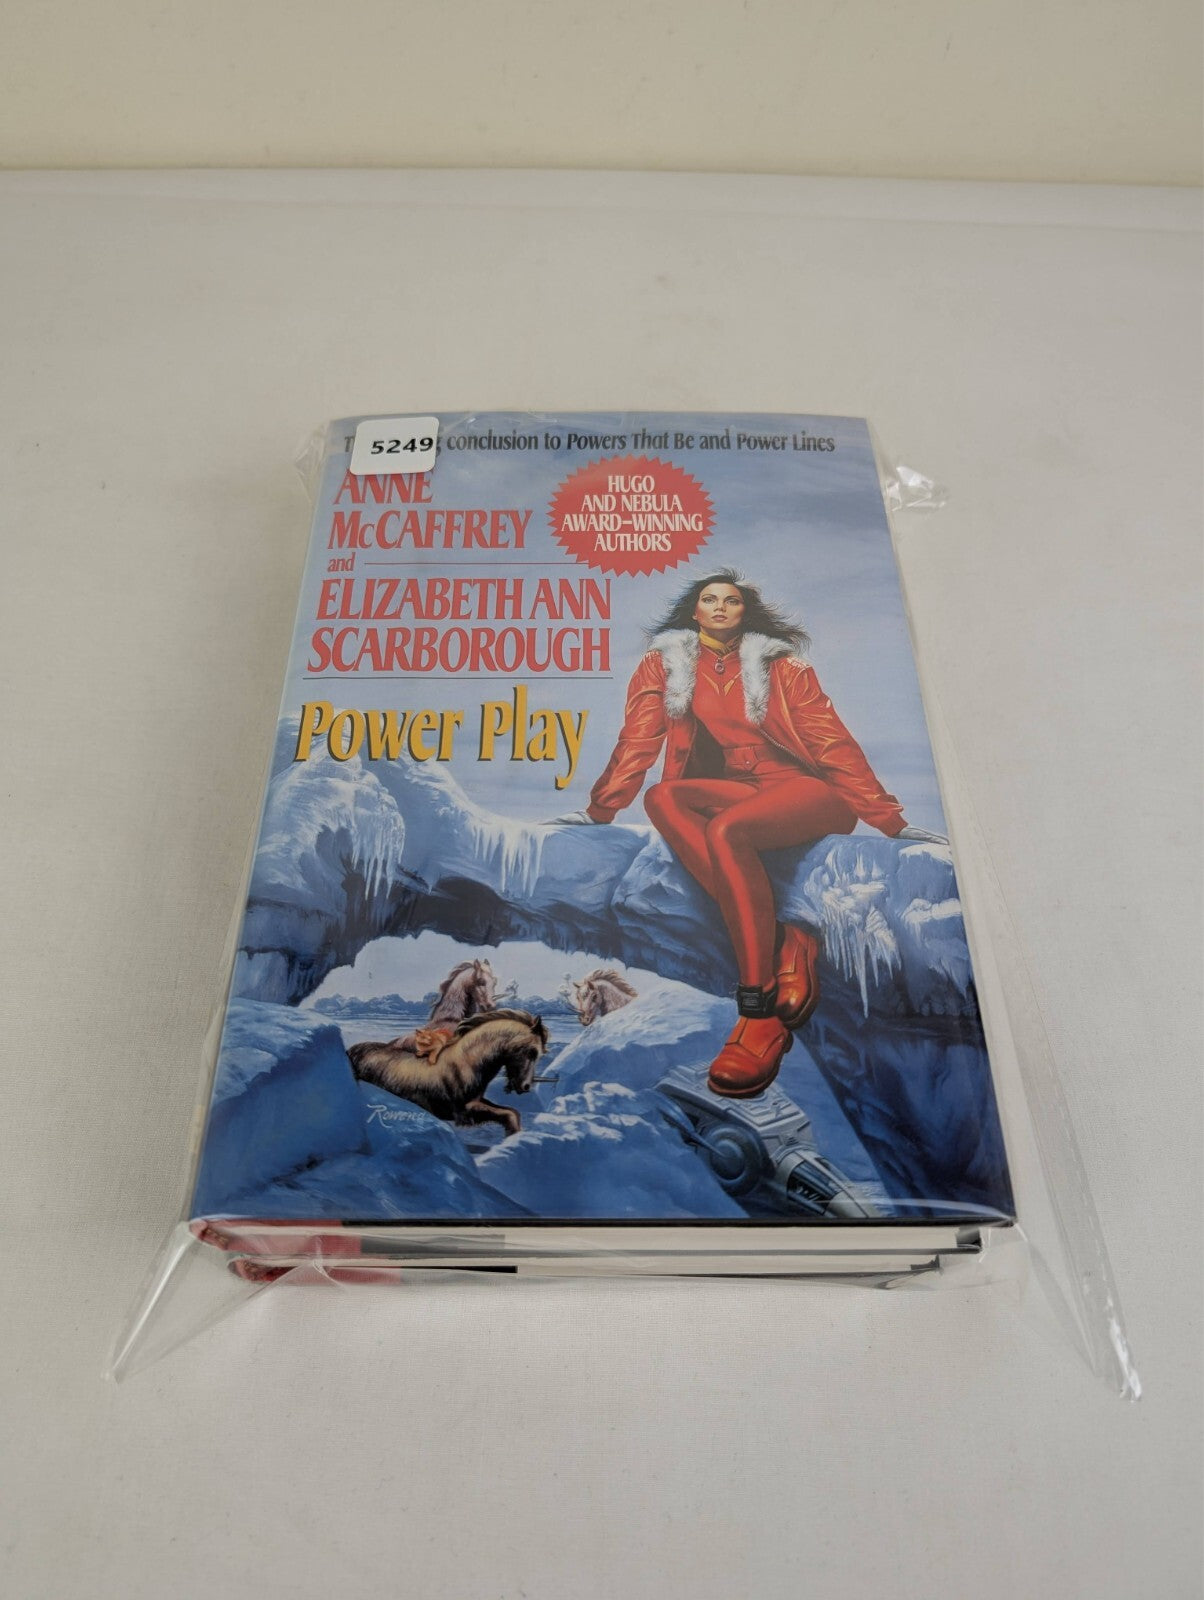 5249
conclusion to Powers That Be and Power Lines
ANNE
McCAFFREY
and
ELIZABETH ANN
SCARBOROUGH
HUGO
AND NEBULA
AWARD-WINNING
AUTHORS
Power Play
Rowena